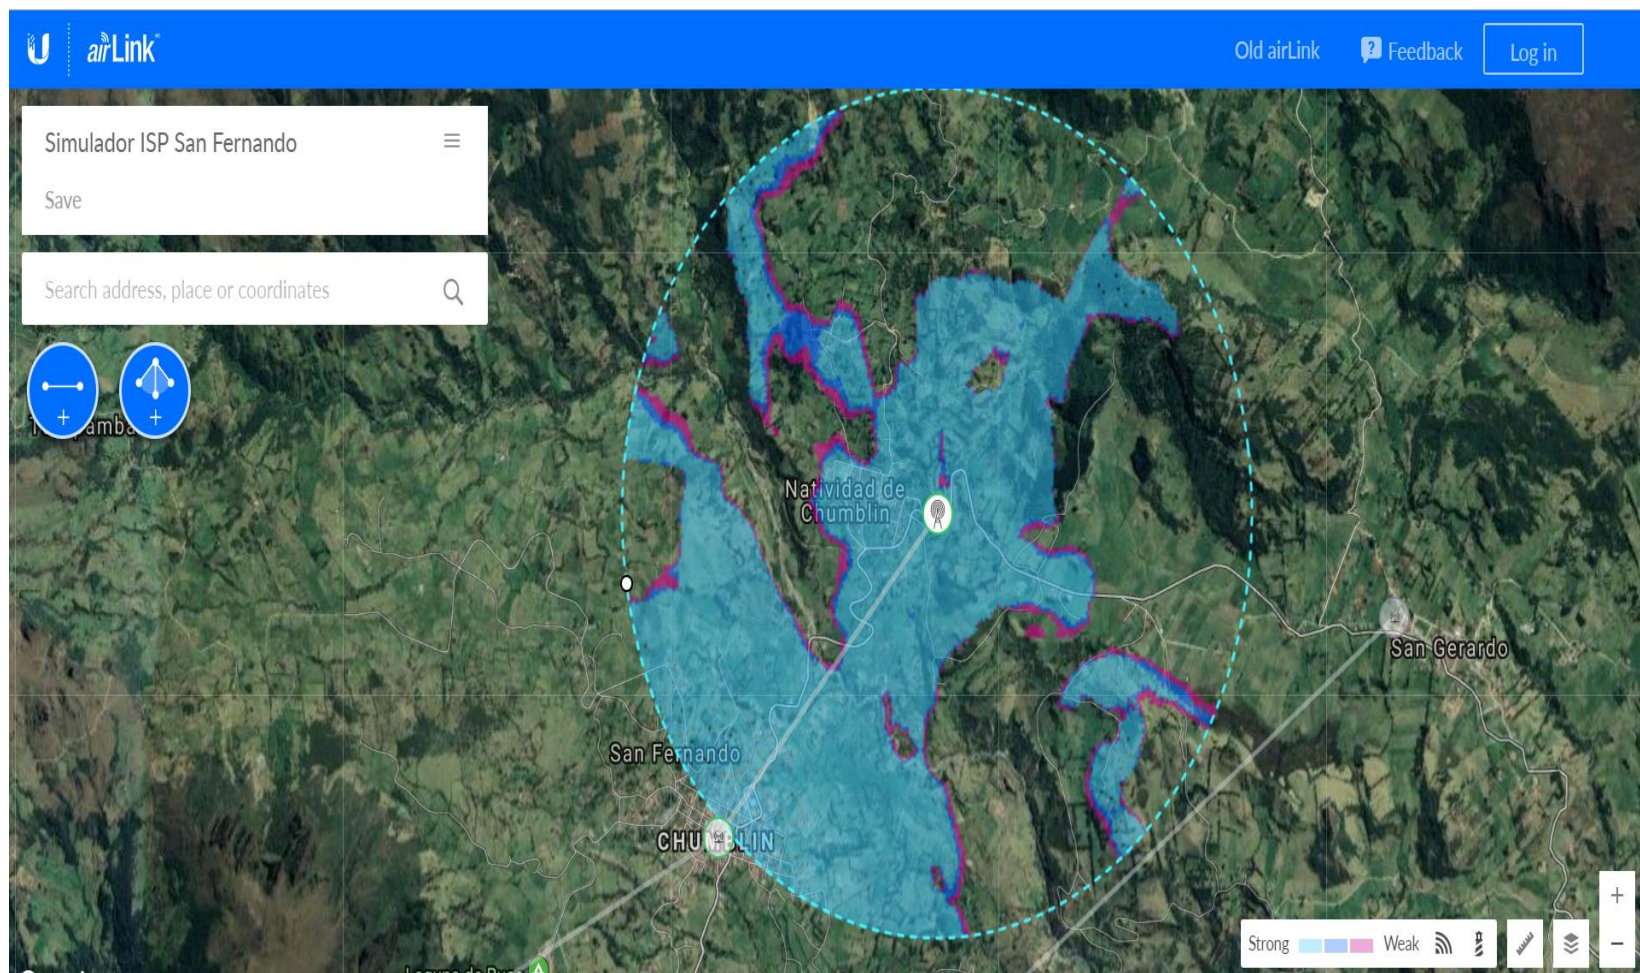 airLink
Old airLink
Feedback
Log in
Simulador ISP San Fernando
Save
Search address, place or coordinates
Natividad de
Chumblin
San Gerardo
San Fernando
Strong
Weak